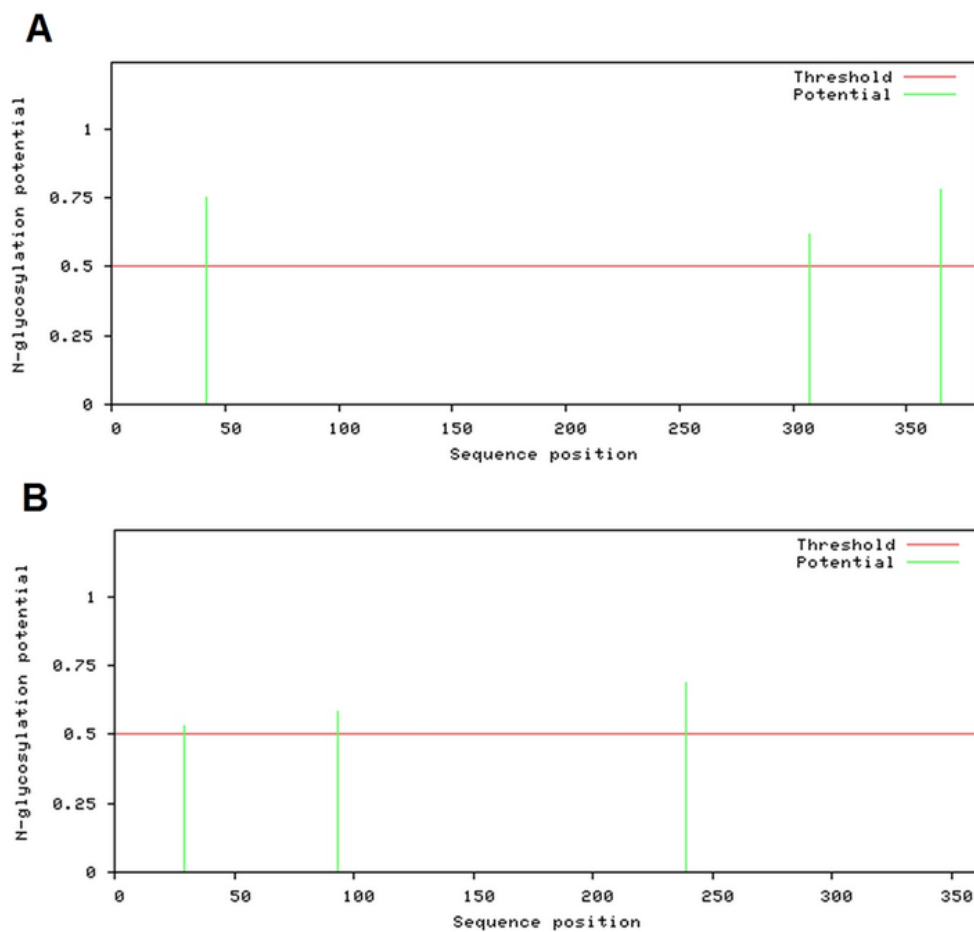 A
Threshold
Potential
N-glycosylation potential
1
0.75
0.5
0.25
0
0 50 100 150 200 250 300 350
Sequence position
B
Threshold
Potential
N-glycosylation potential
1
0.75
0.5
0.25
0
0 50 100 150 200 250 300 350
Sequence position